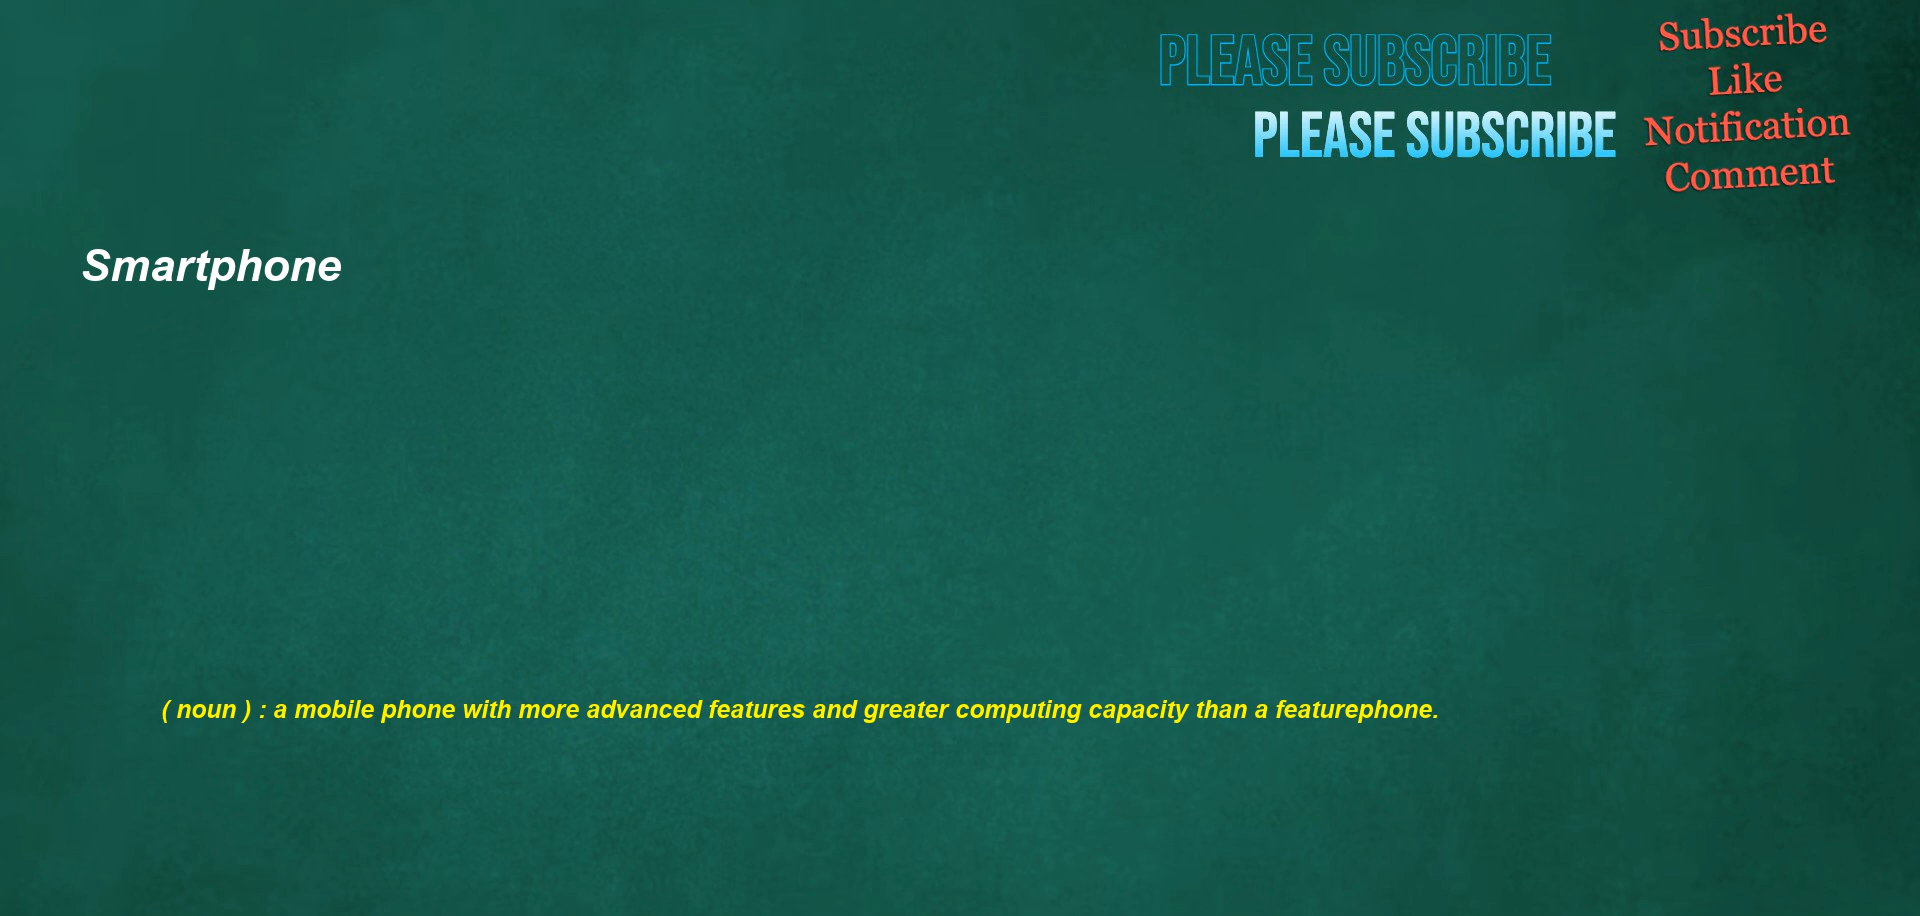 PLEASE SUBSCRIBE
PLEASE SUBSCRIBE
Subscribe
Like
Notification
Comment
Smartphone
( noun ) : a mobile phone with more advanced features and greater computing capacity than a featurephone.